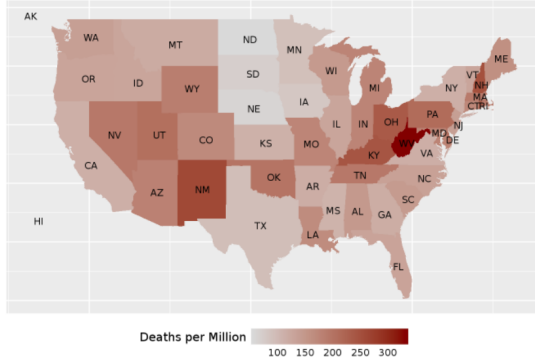 AK
WA
MT
ND
MN
ME
OR
ID
WY
SD
WI
MI
VT
NH
NY
MA
CTRI
NE
IA
PA
NJ
NV
UT
CO
KS
MO
IL
IN
OH
WV
MD
DE
VA
KY
CA
AZ
NM
OK
AR
TN
NC
SC
HI
TX
LA
MS
AL
GA
FL
Deaths per Million
100 150 200 250 300